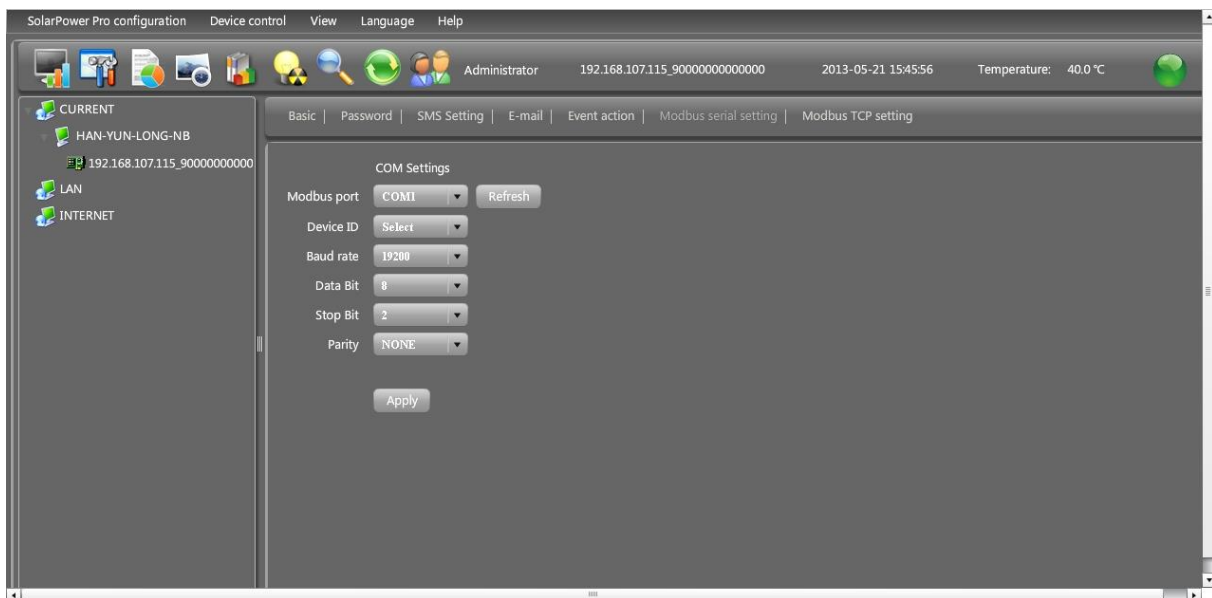 SolarPower Pro configuration Device control View Language Help
Administrator 192.168.107.115_90000000000000 2013-05-21 15:45:56 Temperature: 40.0 ℃
CURRENT
HAN-YUN-LONG-NB
192.168.107.115_90000000000
LAN
INTERNET
Basic | Password | SMS Setting | E-mail | Event action | Modbus serial setting | Modbus TCP setting
COM Settings
Modbus port COM1 Refresh
Device ID Select
Baud rate 19200
Data Bit 8
Stop Bit 2
Parity NONE
Apply